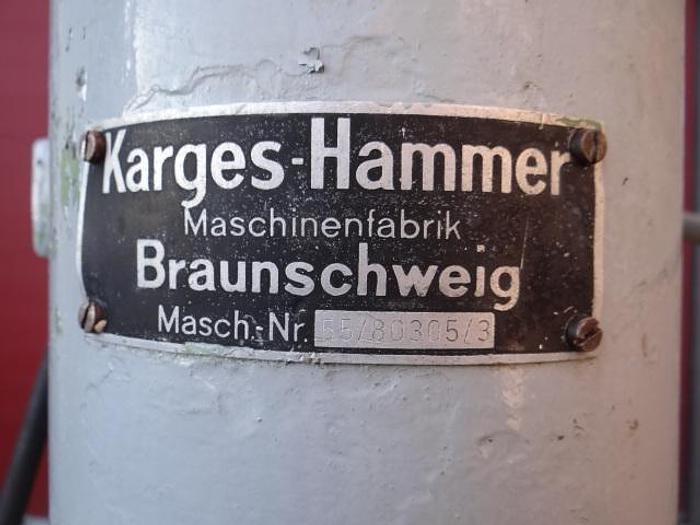 Karges-Hammer
Maschinenfabrik
Braunschweig
Masch.-Nr. 55/80305/3